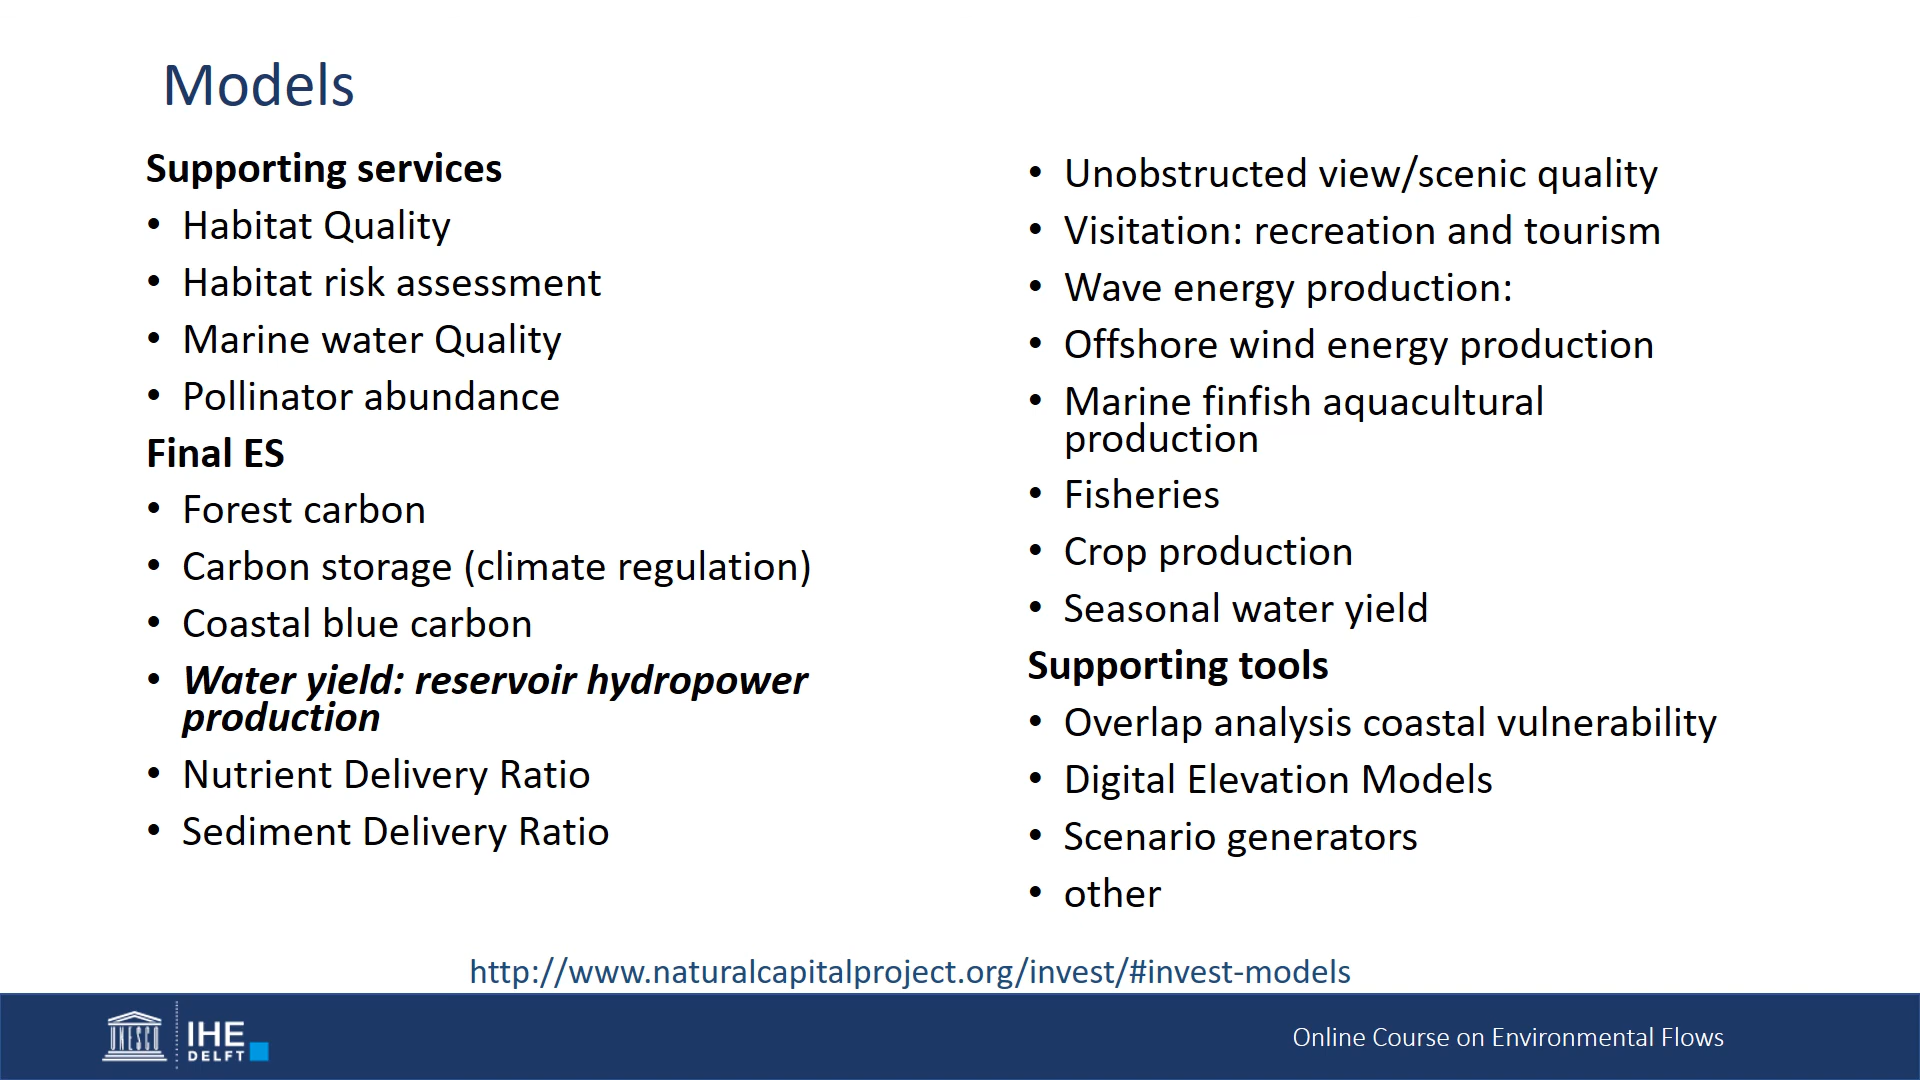 Models
Supporting services
• Habitat Quality
• Habitat risk assessment
• Marine water Quality
• Pollinator abundance
Final ES
• Forest carbon
• Carbon storage (climate regulation)
• Coastal blue carbon
• Water yield: reservoir hydropower
production
• Nutrient Delivery Ratio
• Sediment Delivery Ratio
• Unobstructed view/scenic quality
• Visitation: recreation and tourism
• Wave energy production:
• Offshore wind energy production
• Marine finfish aquacultural
production
• Fisheries
• Crop production
• Seasonal water yield
Supporting tools
• Overlap analysis coastal vulnerability
• Digital Elevation Models
• Scenario generators
• other
http://www.naturalcapitalproject.org/invest/#invest-models
UNESCO
IHE
DELFT
Online Course on Environmental Flows